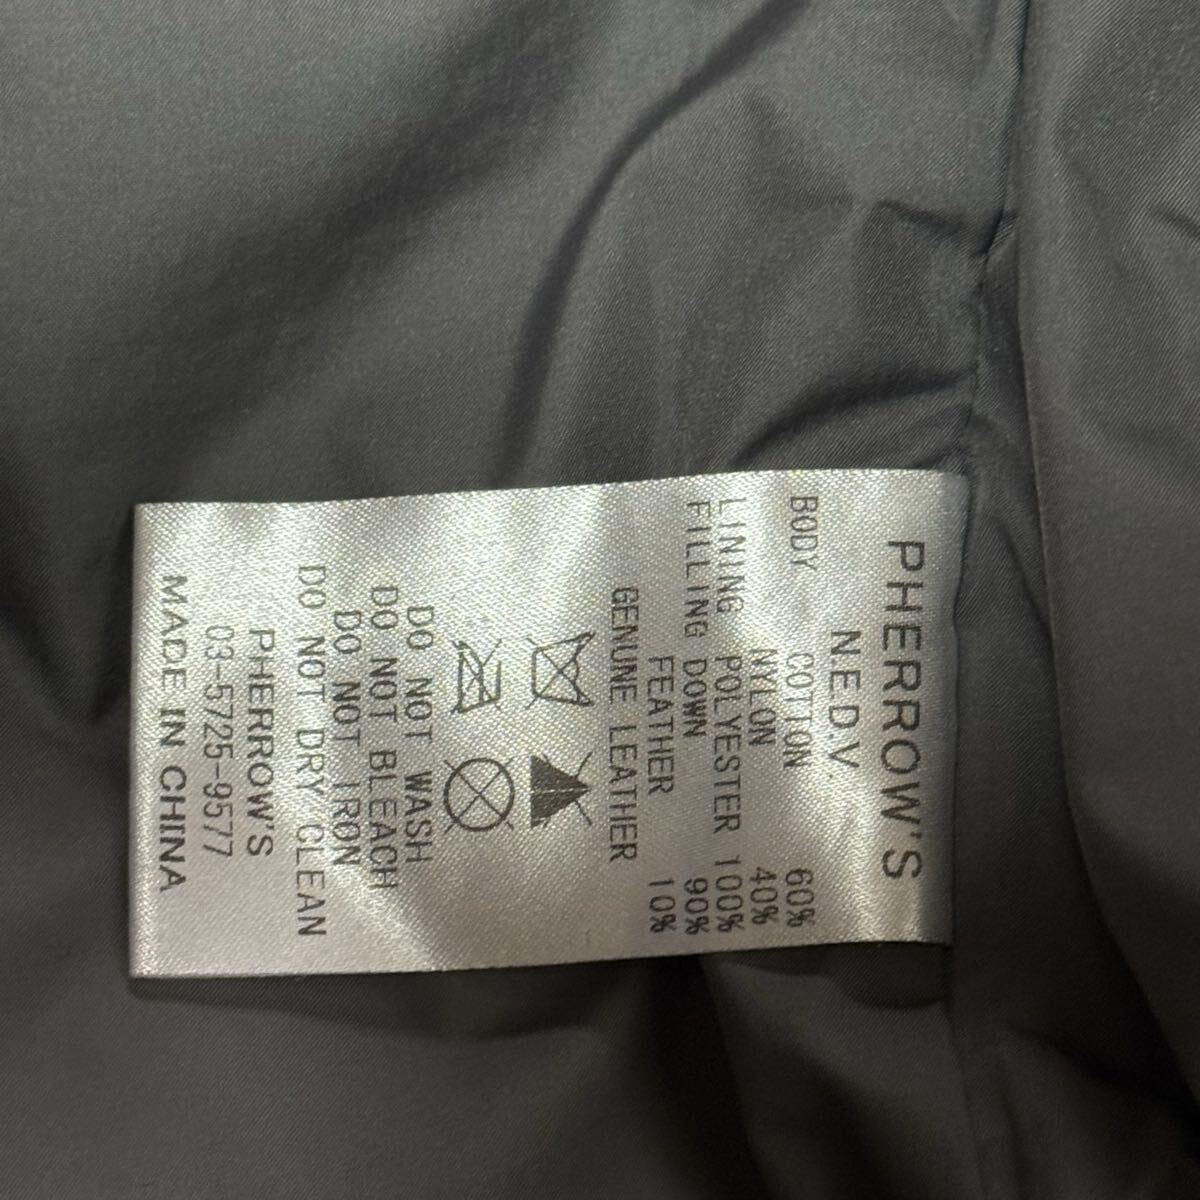 PHERROW'S
N.E.D.V.
BODY COTTON 60%
NYLON 40%
LINING POLYESTER 100%
FILLING DOWN 90%
FEATHER 10%
GENUNE LEATHER
DO NOT WASH
DO NOT BLEACH
DO NOT IRON
DO NOT DRY CLEAN
PHERROW'S
03-5725-9577
MADE IN CHINA